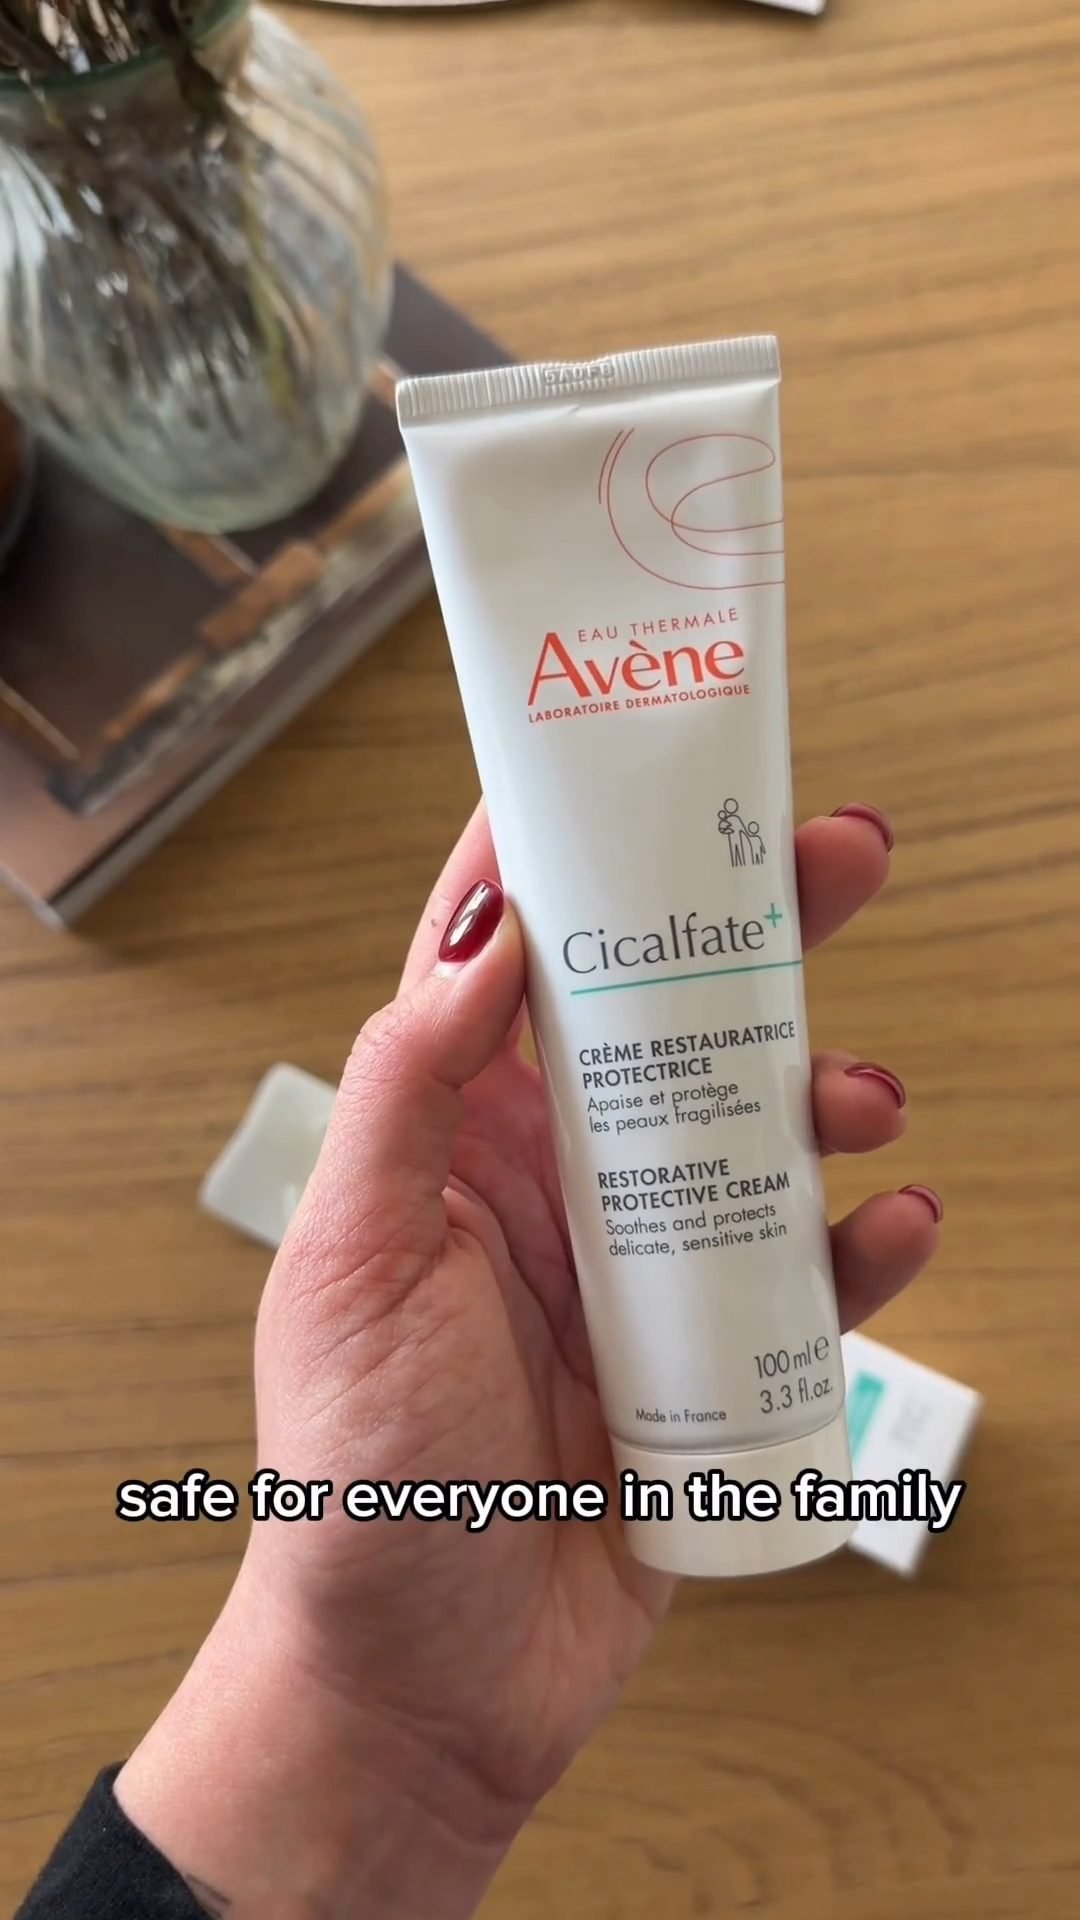 EAU THERMALE
Avène
LABORATOIRE DERMATOLOGIQUE
Cicalfate+
CRÈME RESTAURATRICE
PROTECTRICE
Apaise et protège
les peaux fragilisées
RESTORATIVE
PROTECTIVE CREAM
Soothes and protects
delicate, sensitive skin
100 ml e
3.3 fl.oz.
Made in France
safe for everyone in the family